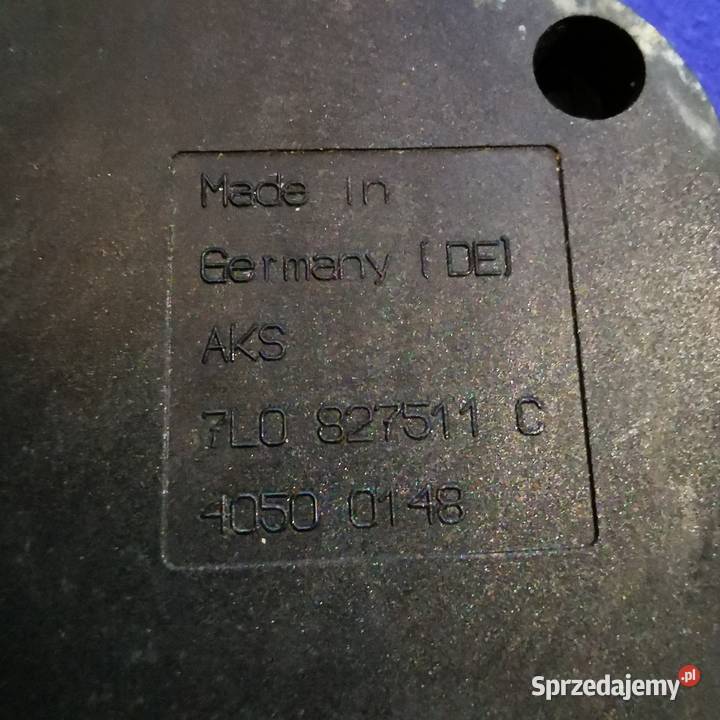 Made in
Germany (DE)
AKS
7L0 827511 C
4050 0148
Sprzedajemy.pl